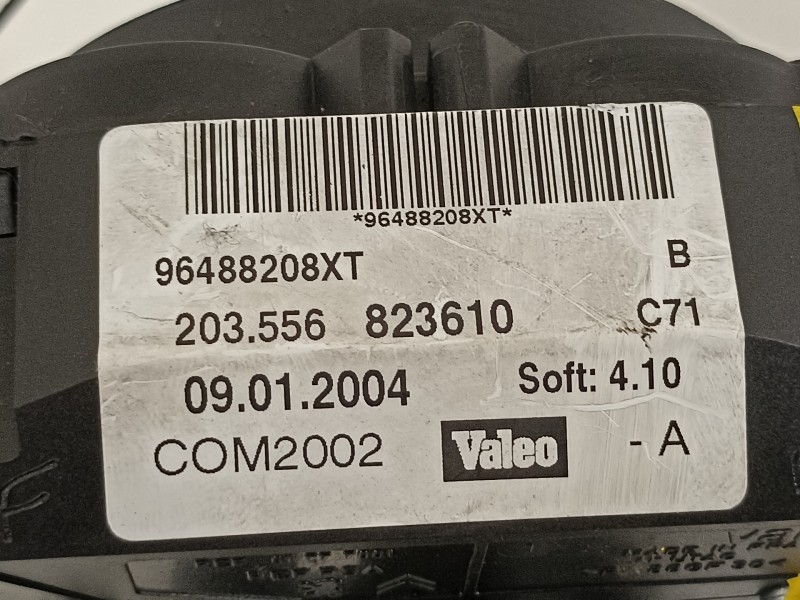 *96488208XT*
96488208XT B
203.556 823610 C71
09.01.2004 Soft: 4.10
COM2002 Valeo - A